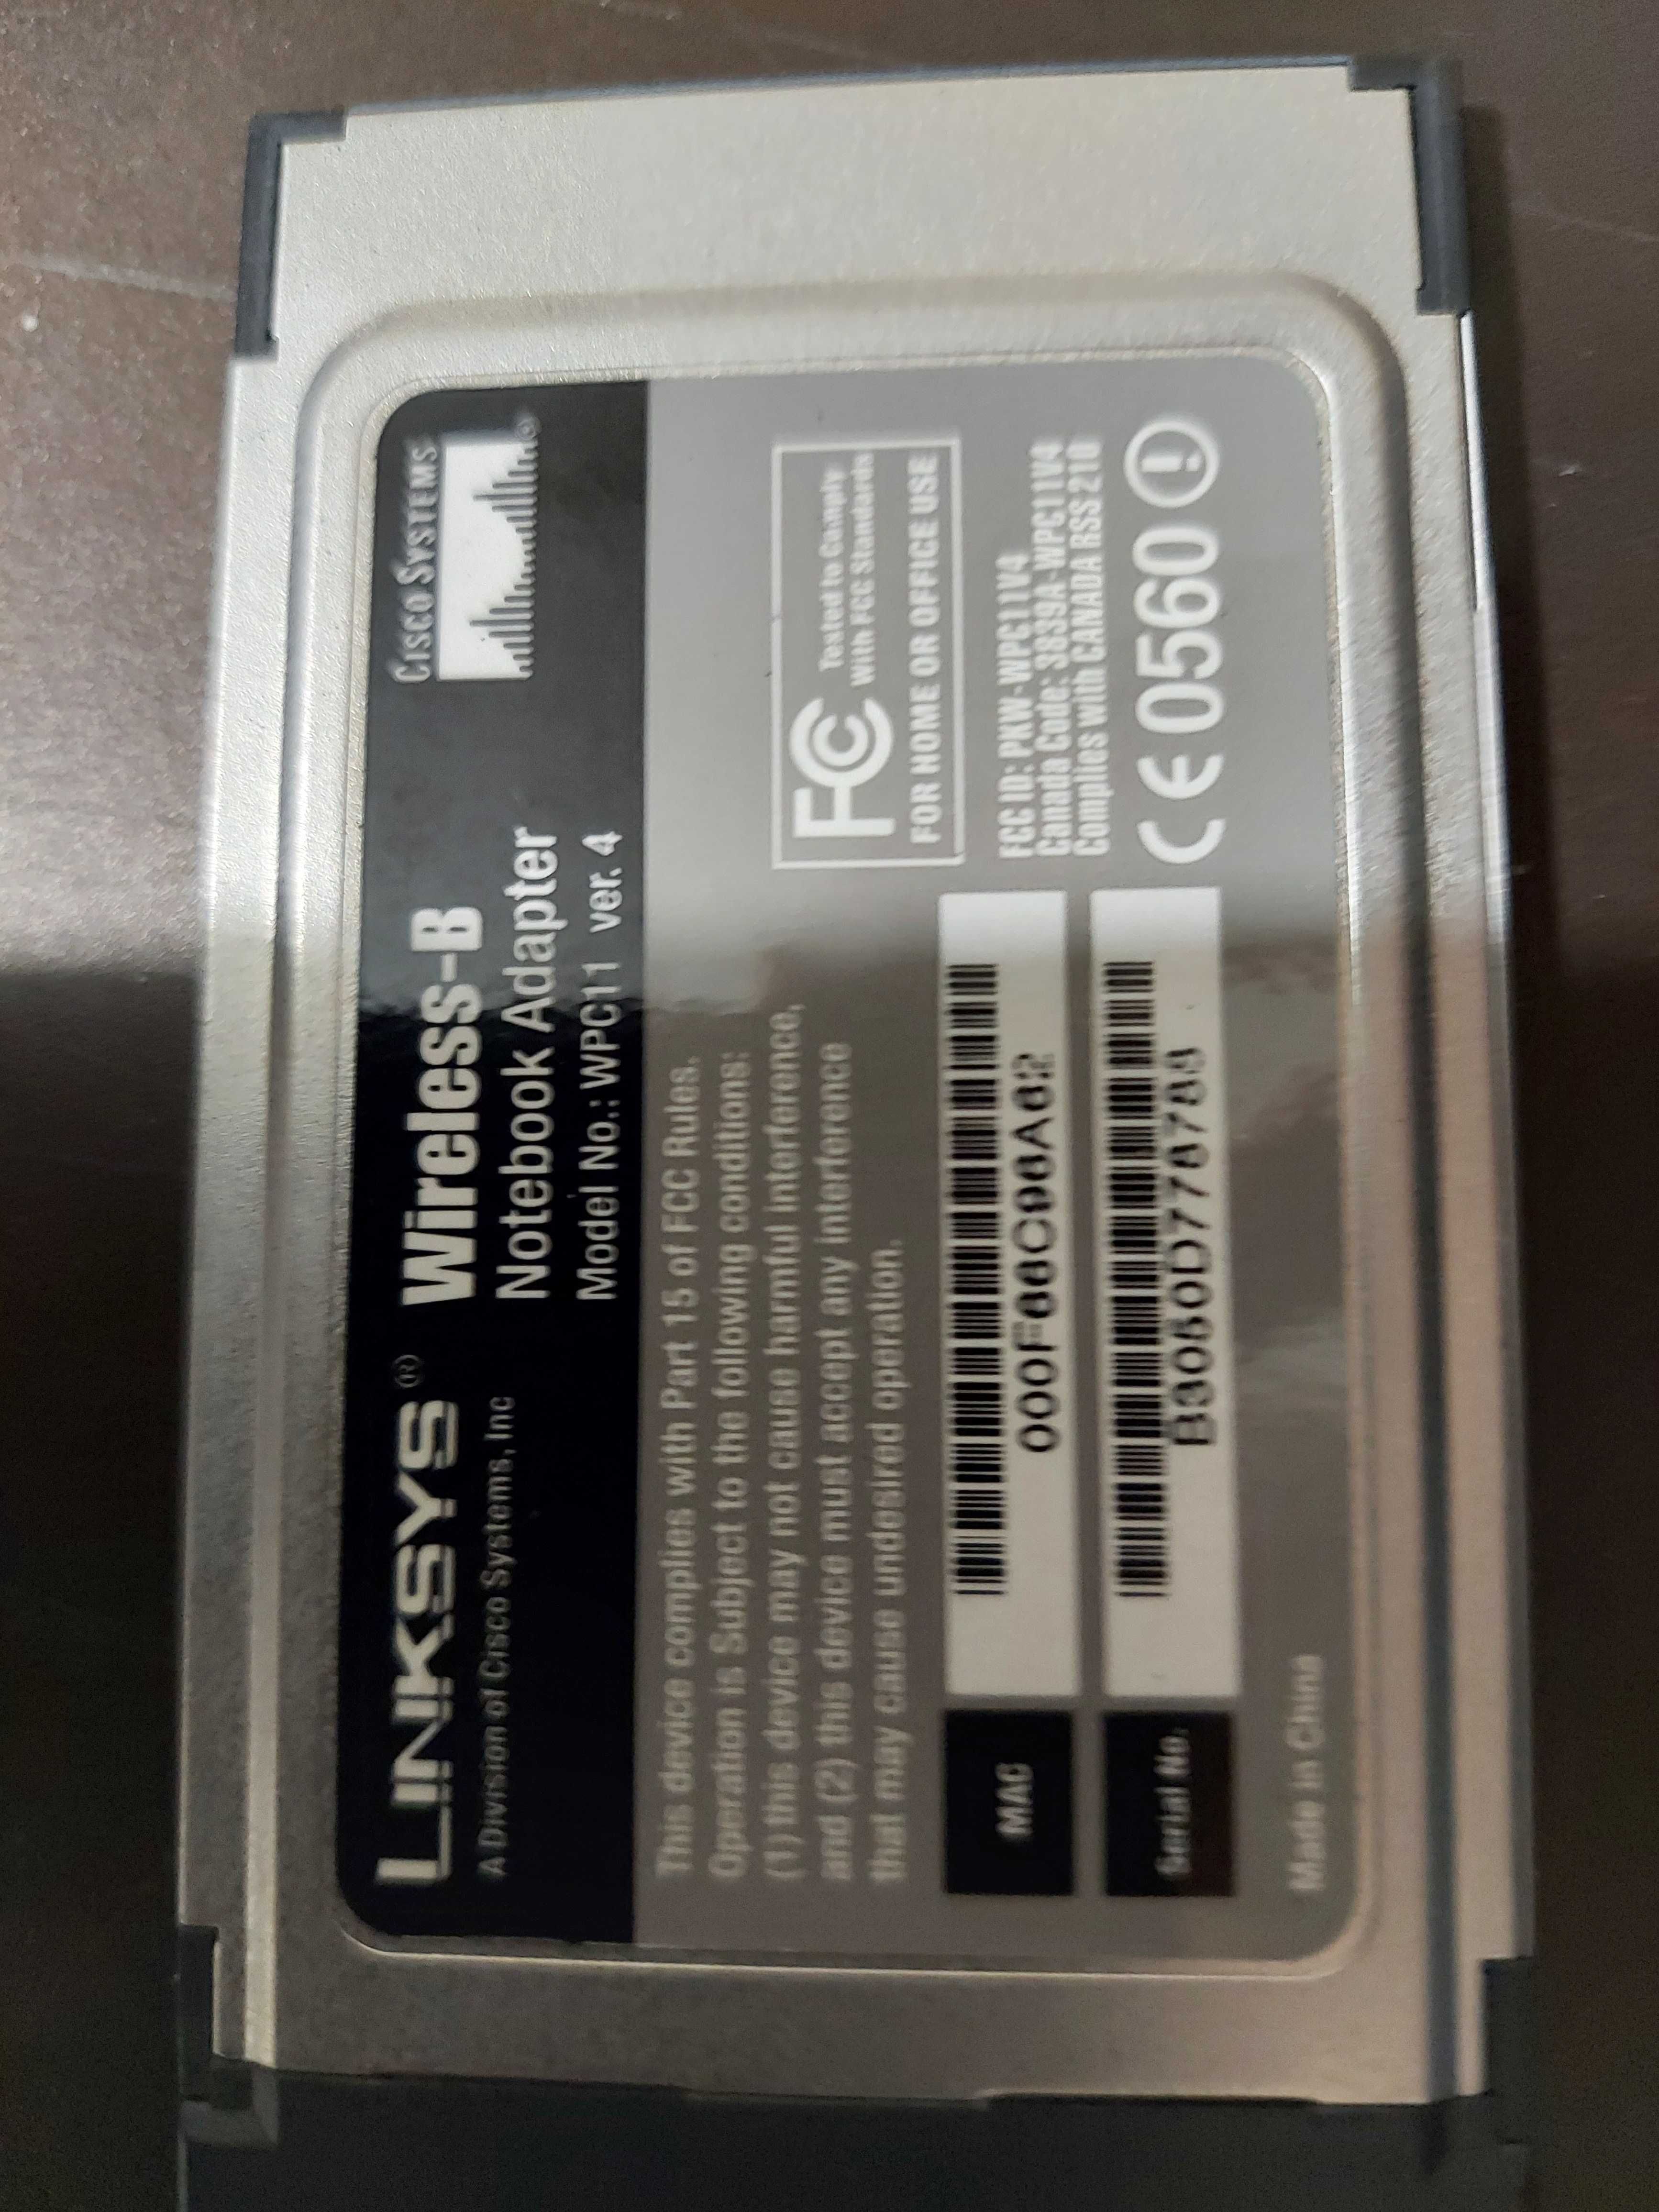 LINKSYS®
A Division of Cisco Systems, Inc
Wireless-B
Notebook Adapter
Model No.: WPC11 ver. 4
CISCO SYSTEMS
®
This device complies with Part 15 of FCC Rules.
Operation is Subject to the following conditions:
(1) this device may not cause harmful interference,
and (2) this device must accept any interference
that may cause undesired operation.
FCC Tested to Comply
with FCC Standards
FOR HOME OR OFFICE USE
FCC ID: PKW-WPC11V4
Canada Code: 3839A-WPC11V4
Complies with CANADA RSS 210
CE 0560
MAC
Serial No.
Made in China